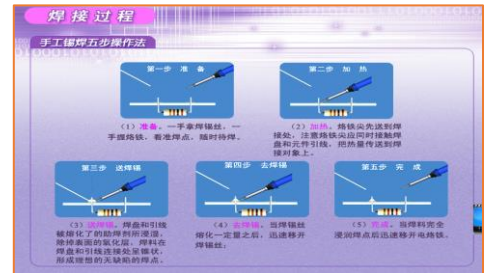 焊接过程
手工锡焊五步操作法
第一步 准 备
第二步 加 热
(1) 准备。一手拿焊锡丝，一
手握烙铁，看准焊点，随时待焊。
(2) 加热。烙铁尖先送到焊
接处，注意烙铁尖应同时接触焊
盘和元件引线，把热量传送到焊
接对象上。
第三步 送焊锡
第四步 去焊锡
第五步 完 成
(3) 送焊锡。焊盘和引线
被熔化了的助焊剂所浸湿，
除掉表面的氧化层，焊料在
焊盘和引线连接处呈锥状，
形成理想的无缺陷的焊点。
(4) 去焊锡。当焊锡丝
熔化一定量之后，迅速移开
焊锡丝；
(5) 完成。当焊料完全
浸润焊点后迅速移开电烙铁。